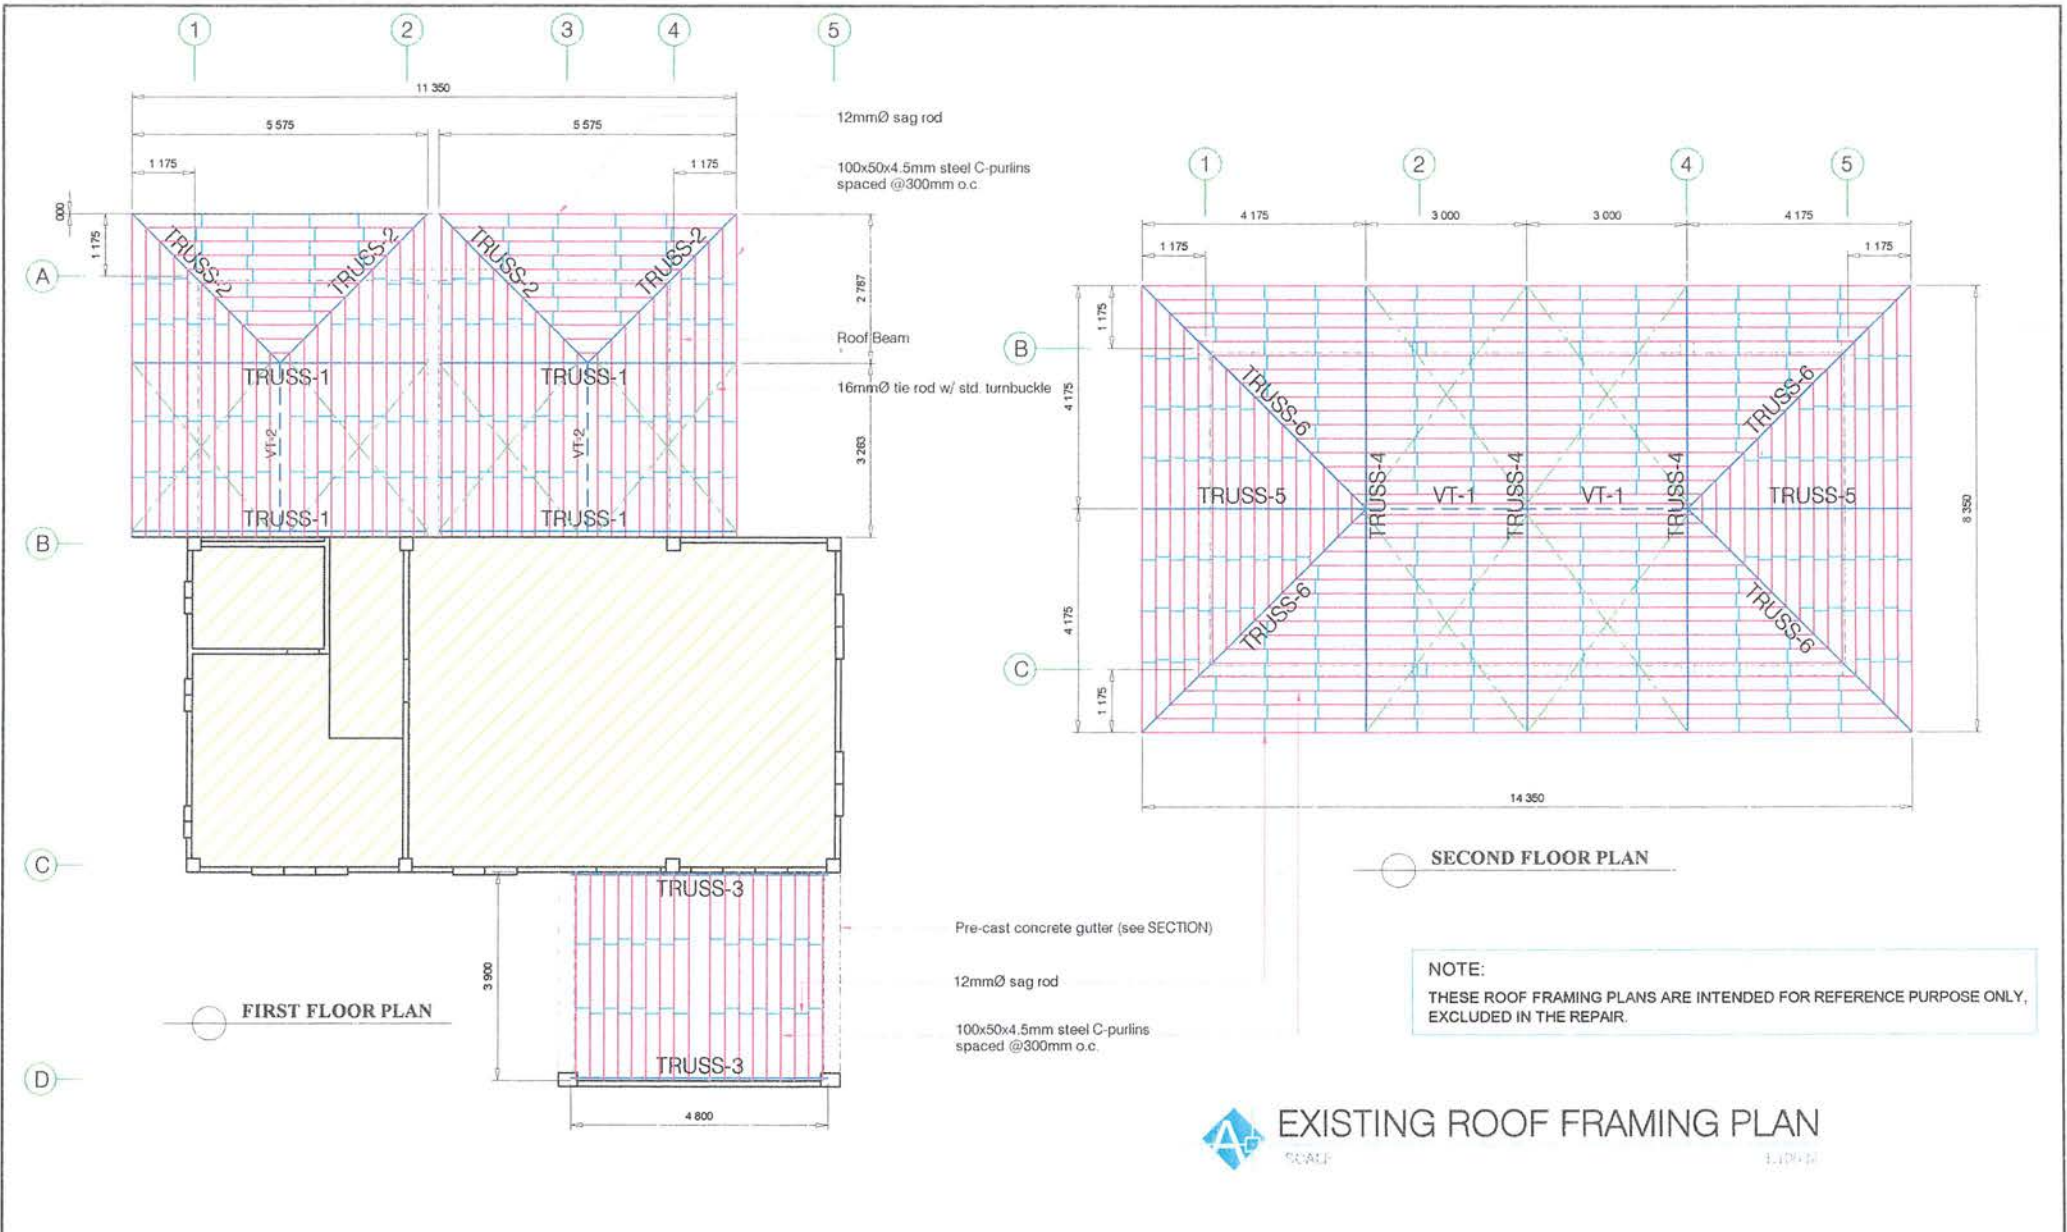 1
2
3
4
5
11 350
5 575
5 575
1 175
1 175
12mmØ sag rod
100x50x4.5mm steel C-purlins
spaced @300mm o.c.
1 175
A
TRUSS-2
TRUSS-2
TRUSS-2
TRUSS-2
2 787
Roof Beam
TRUSS-1
TRUSS-1
16mmØ tie rod w/ std. turnbuckle
VT-2
VT-2
3 263
TRUSS-1
TRUSS-1
B
C
TRUSS-3
Pre-cast concrete gutter (see SECTION)
3 900
12mmØ sag rod
100x50x4.5mm steel C-purlins
spaced @300mm o.c.
FIRST FLOOR PLAN
TRUSS-3
D
4 800
1
2
4
5
4 175
3 000
3 000
4 175
1 175
1 175
1 175
B
4 175
TRUSS-6
TRUSS-6
TRUSS-5
TRUSS-4
VT-1
TRUSS-4
VT-1
TRUSS-4
TRUSS-5
8 350
4 175
TRUSS-6
TRUSS-6
C
1 175
14 350
SECOND FLOOR PLAN
NOTE:
THESE ROOF FRAMING PLANS ARE INTENDED FOR REFERENCE PURPOSE ONLY,
EXCLUDED IN THE REPAIR.
EXISTING ROOF FRAMING PLAN
SCALE